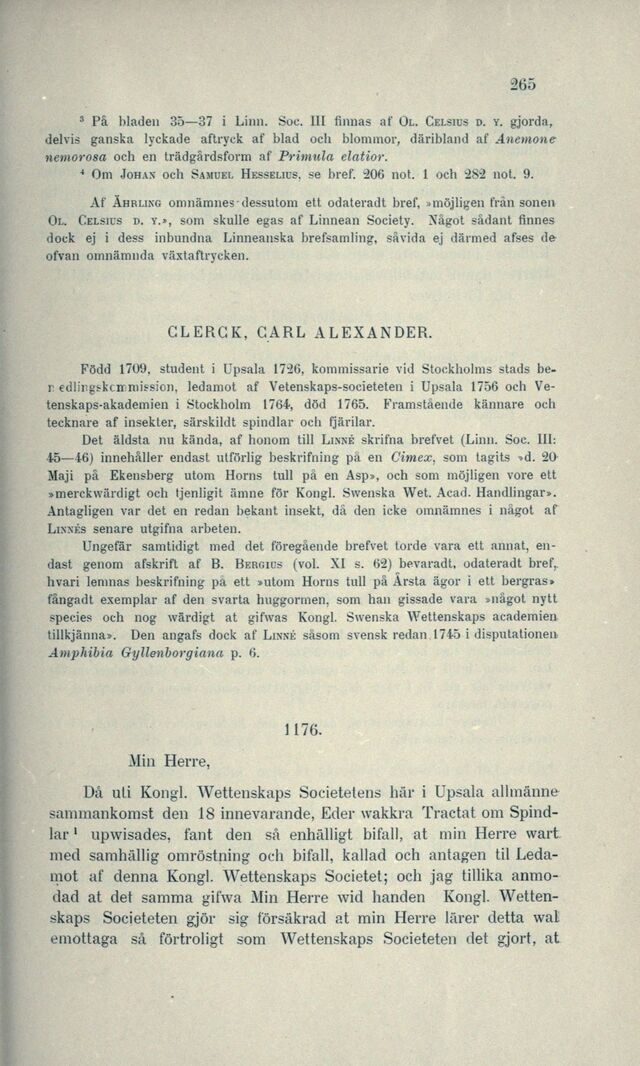 265
³ På bladen 35—37 i Linn. Soc. III finnas af OL. CELSIUS D. Y. gjorda,
delvis ganska lyckade aftryck af blad och blommor, däribland af Anemone
nemorosa och en trädgårdsform af Primula elatior.
⁴ Om JOHAN och SAMUEL HESSELIUS, se bref. 206 not. 1 och 282 not. 9.
Af ÄHRLING omnämnes dessutom ett odateradt bref, »möjligen från sonen
OL. CELSIUS D. Y.», som skulle egas af Linnean Society. Något sådant finnes
dock ej i dess inbundna Linneanska brefsamling, såvida ej därmed afses de
ofvan omnämnda växtaftrycken.
CLERCK, CARL ALEXANDER.
Född 1709, student i Upsala 1726, kommissarie vid Stockholms stads be-
redlingskommission, ledamot af Vetenskaps-societeten i Upsala 1756 och Ve-
tenskaps-akademien i Stockholm 1764, död 1765. Framstående kännare och
tecknare af insekter, särskildt spindlar och fjärilar.
Det äldsta nu kända, af honom till LINNÉ skrifna brefvet (Linn. Soc. III:
45—46) innehåller endast utförlig beskrifning på en Cimex, som tagits »d. 20
Maji på Ekensberg utom Horns tull på en Asp», och som möjligen vore ett
»merckwärdigt och tjenligit ämne för Kongl. Swenska Wet. Acad. Handlingar».
Antagligen var det en redan bekant insekt, då den icke omnämnes i något af
LINNÉS senare utgifna arbeten.
Ungefär samtidigt med det föregående brefvet torde vara ett annat, en-
dast genom afskrift af B. BERGIUS (vol. XI s. 62) bevaradt, odateradt bref,
hvari lemnas beskrifning på ett »utom Horns tull på Årsta ägor i ett bergras»
fångadt exemplar af den svarta huggormen, som han gissade vara »något nytt
species och nog wärdigt at gifwas Kongl. Swenska Wettenskaps academien
tillkjänna». Den angafs dock af LINNÉ såsom svensk redan 1745 i disputationen
Amphibia Gyllenborgiana p. 6.
1176.
Min Herre,
Då uti Kongl. Wettenskaps Societetens här i Upsala allmänne
sammankomst den 18 innevarande, Eder wakkra Tractat om Spind-
lar ¹ upwisades, fant den så enhälligt bifall, at min Herre wart
med samhällig omröstning och bifall, kallad och antagen til Leda-
mot af denna Kongl. Wettenskaps Societet; och jag tillika anmo-
dad at det samma gifwa Min Herre wid handen Kongl. Wetten-
skaps Societeten gjör sig försäkrad at min Herre lärer detta wal
emottaga så förtroligt som Wettenskaps Societeten det gjort, at